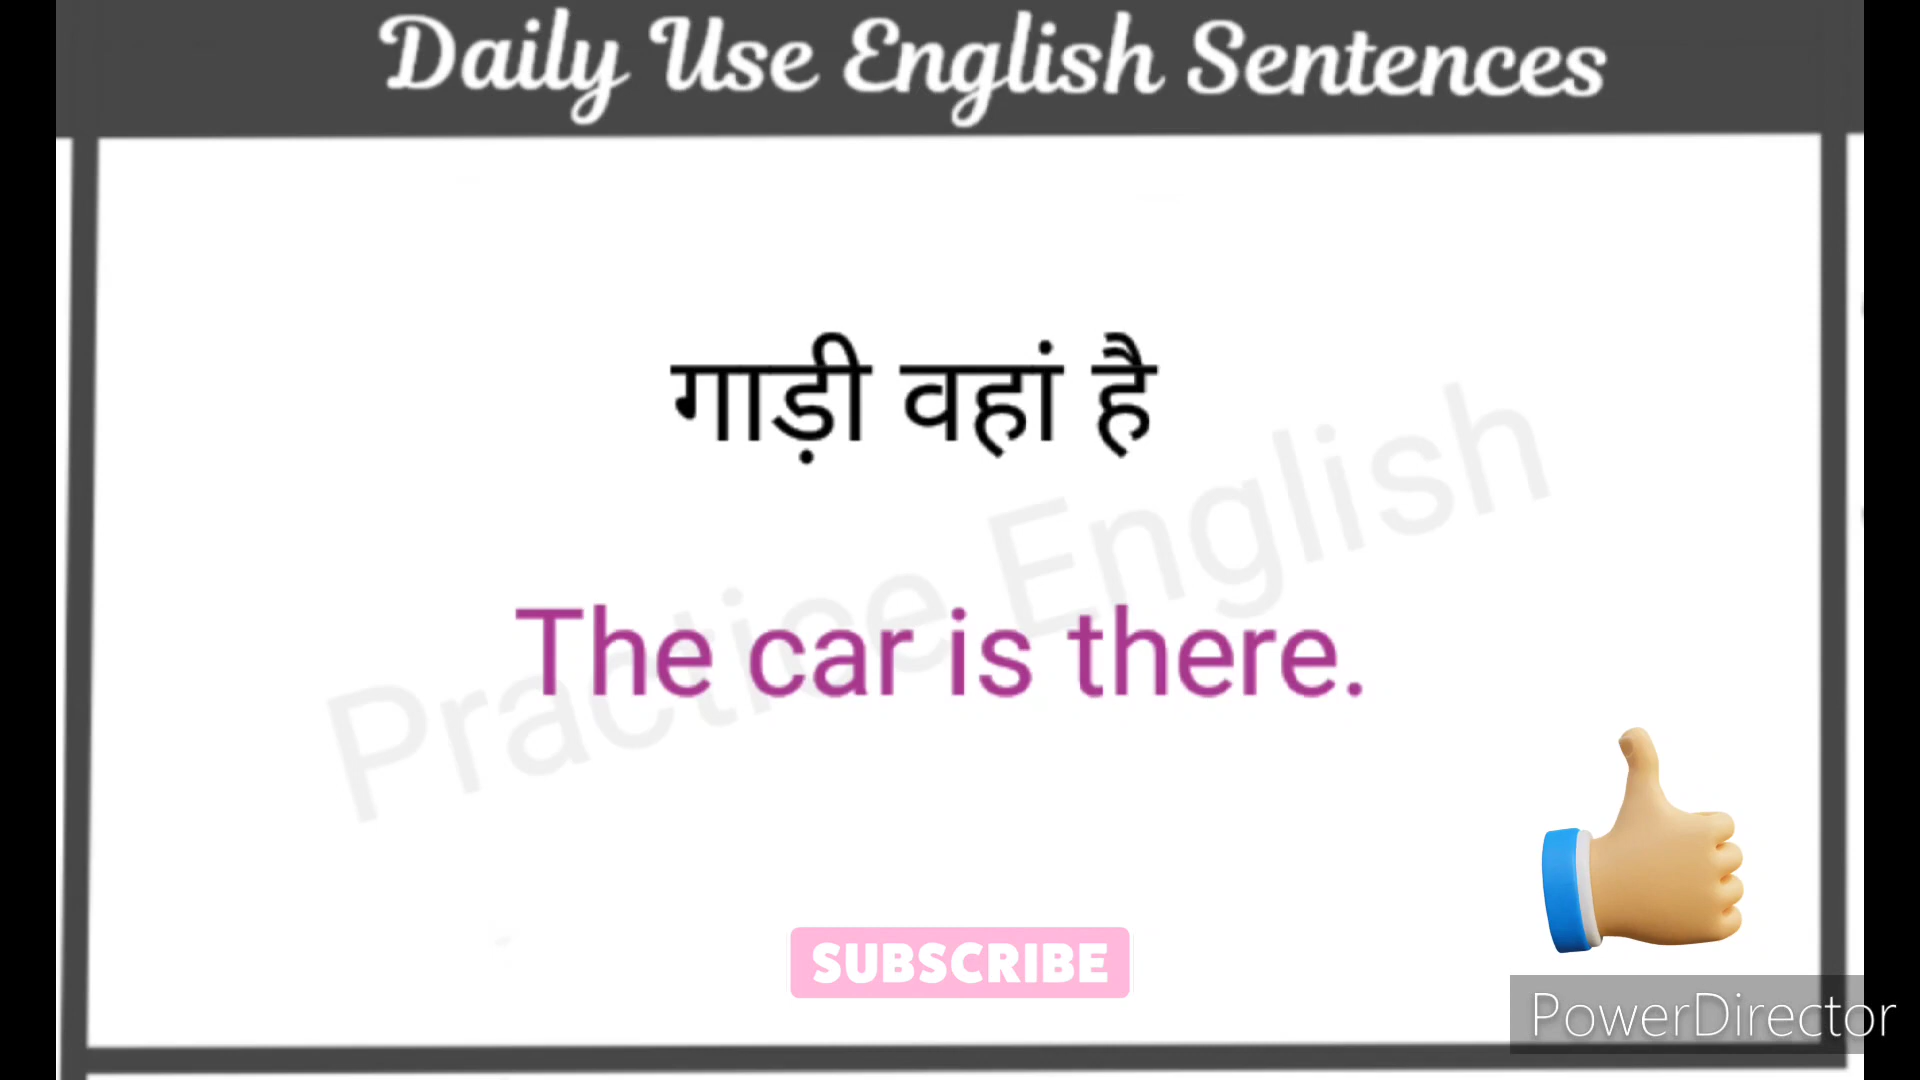 Daily Use English Sentences
गाड़ी वहां है
Practice English
The car is there.
SUBSCRIBE
PowerDirector